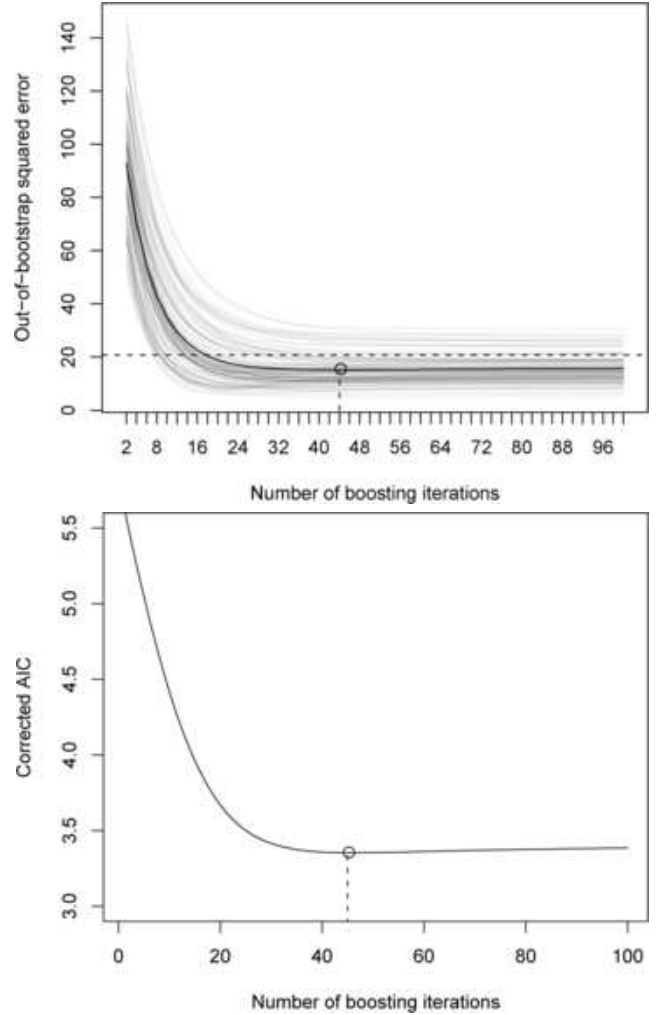 Out-of-bootstrap squared error
140
120
100
80
60
40
20
0
2 8 16 24 32 40 48 56 64 72 80 88 96
Number of boosting iterations
Corrected AIC
5.5
5.0
4.5
4.0
3.5
3.0
0 20 40 60 80 100
Number of boosting iterations